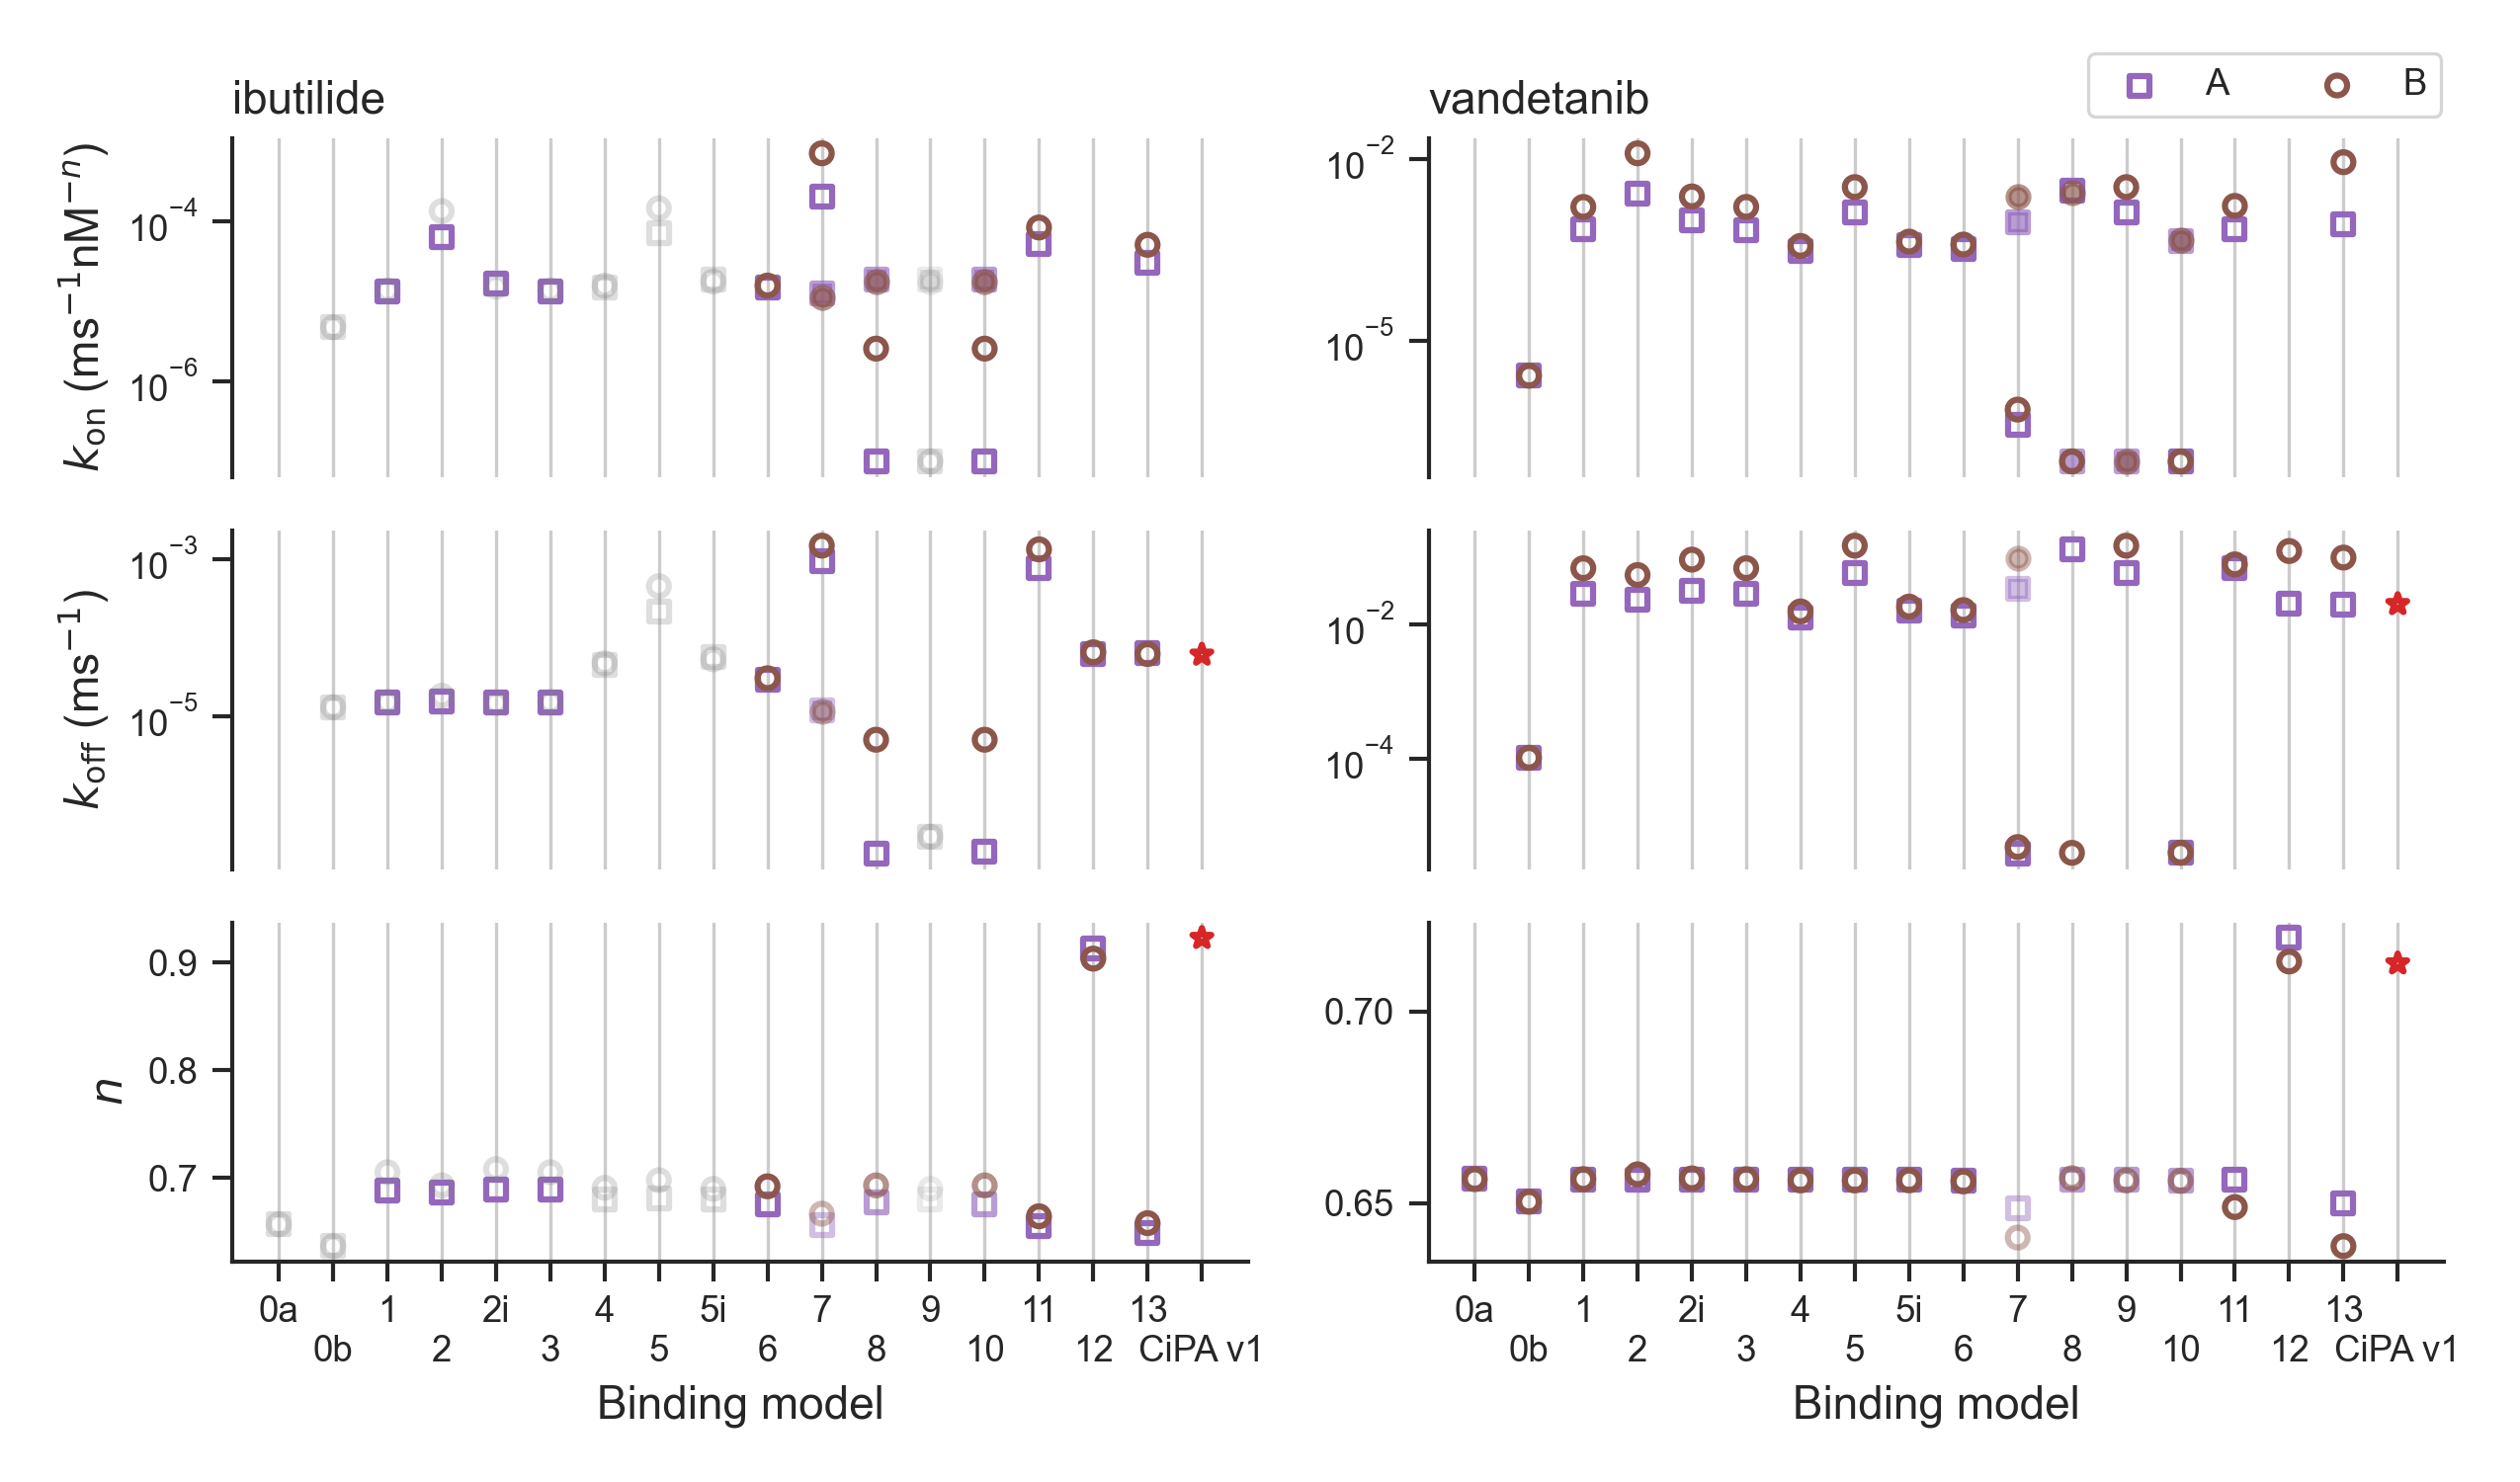 ibutilide
vandetanib
A
B
kon (ms−1nM−n)
10−4
10−6
10−2
10−5
koff (ms−1)
10−3
10−5
10−2
10−4
n
0.9
0.8
0.7
0.70
0.65
0a 1 2i 3 4 5i 7 9 11 13
0b 2 3 5 6 8 10 12 CiPA v1
Binding model
0a 1 2i 4 5i 7 9 11 13
0b 2 3 5 6 8 10 12 CiPA v1
Binding model